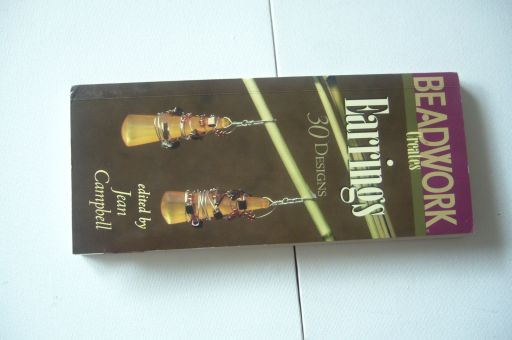 BEADWORK
Creates
Earrings
30 DESIGNS
edited by
Jean
Campbell